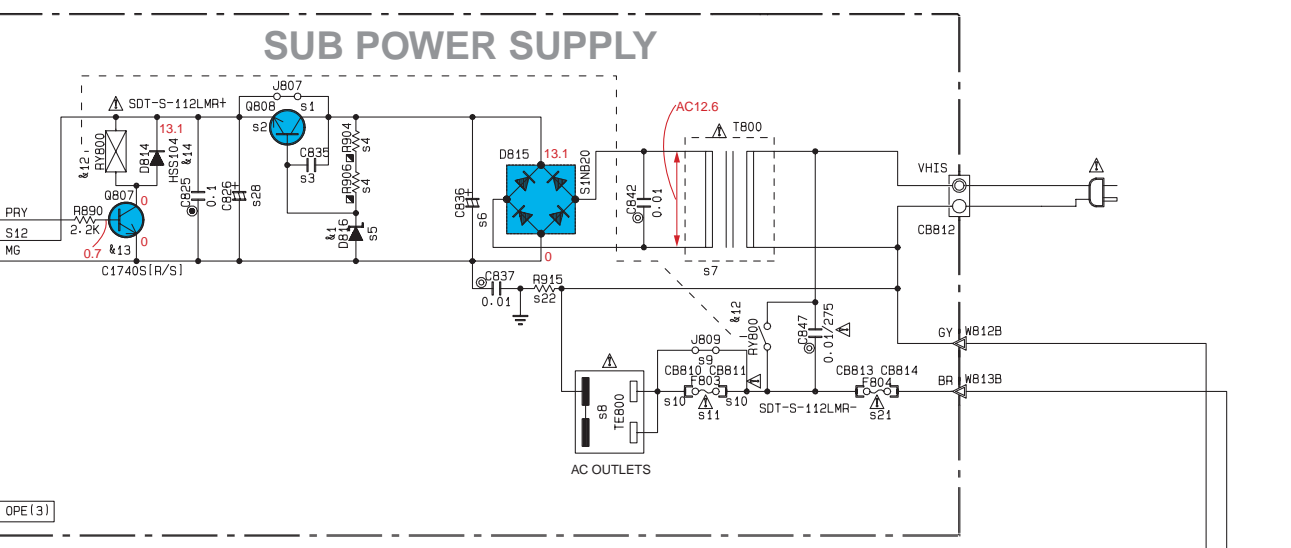 SUB POWER SUPPLY
J807
SDT-S-112LMR+
Q808
s1
s2
AC12.6
T800
13.1
&12
RY800
D814
HSS104
&14
C825
0.1
C826
s28
C835
s3
R904
s4
R906
s4
&1
D816
s5
C836
s6
D815
13.1
S1NB20
C842
0.01
VHIS
CB812
Q807
0
PRY
R890
2.2K
S12
MG
0.7
0
&13
C1740S[R/S]
0
s7
C837
0.01
R915
s22
&12
RY800
C847
0.01/275
GY
W812B
J809
s9
CB810
CB811
F803
s10
s10
s11
SDT-S-112LMR-
CB813
CB814
F804
s21
BR
W813B
s8
TE800
AC OUTLETS
OPE(3)